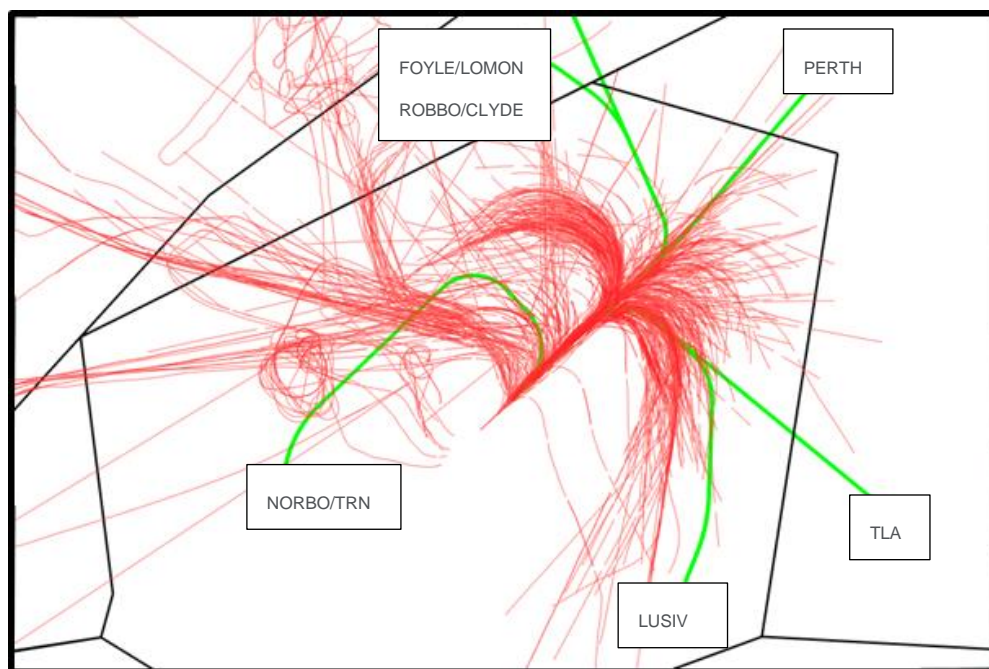 FOYLE/LOMON
ROBBO/CLYDE
PERTH
NORBO/TRN
TLA
LUSIV